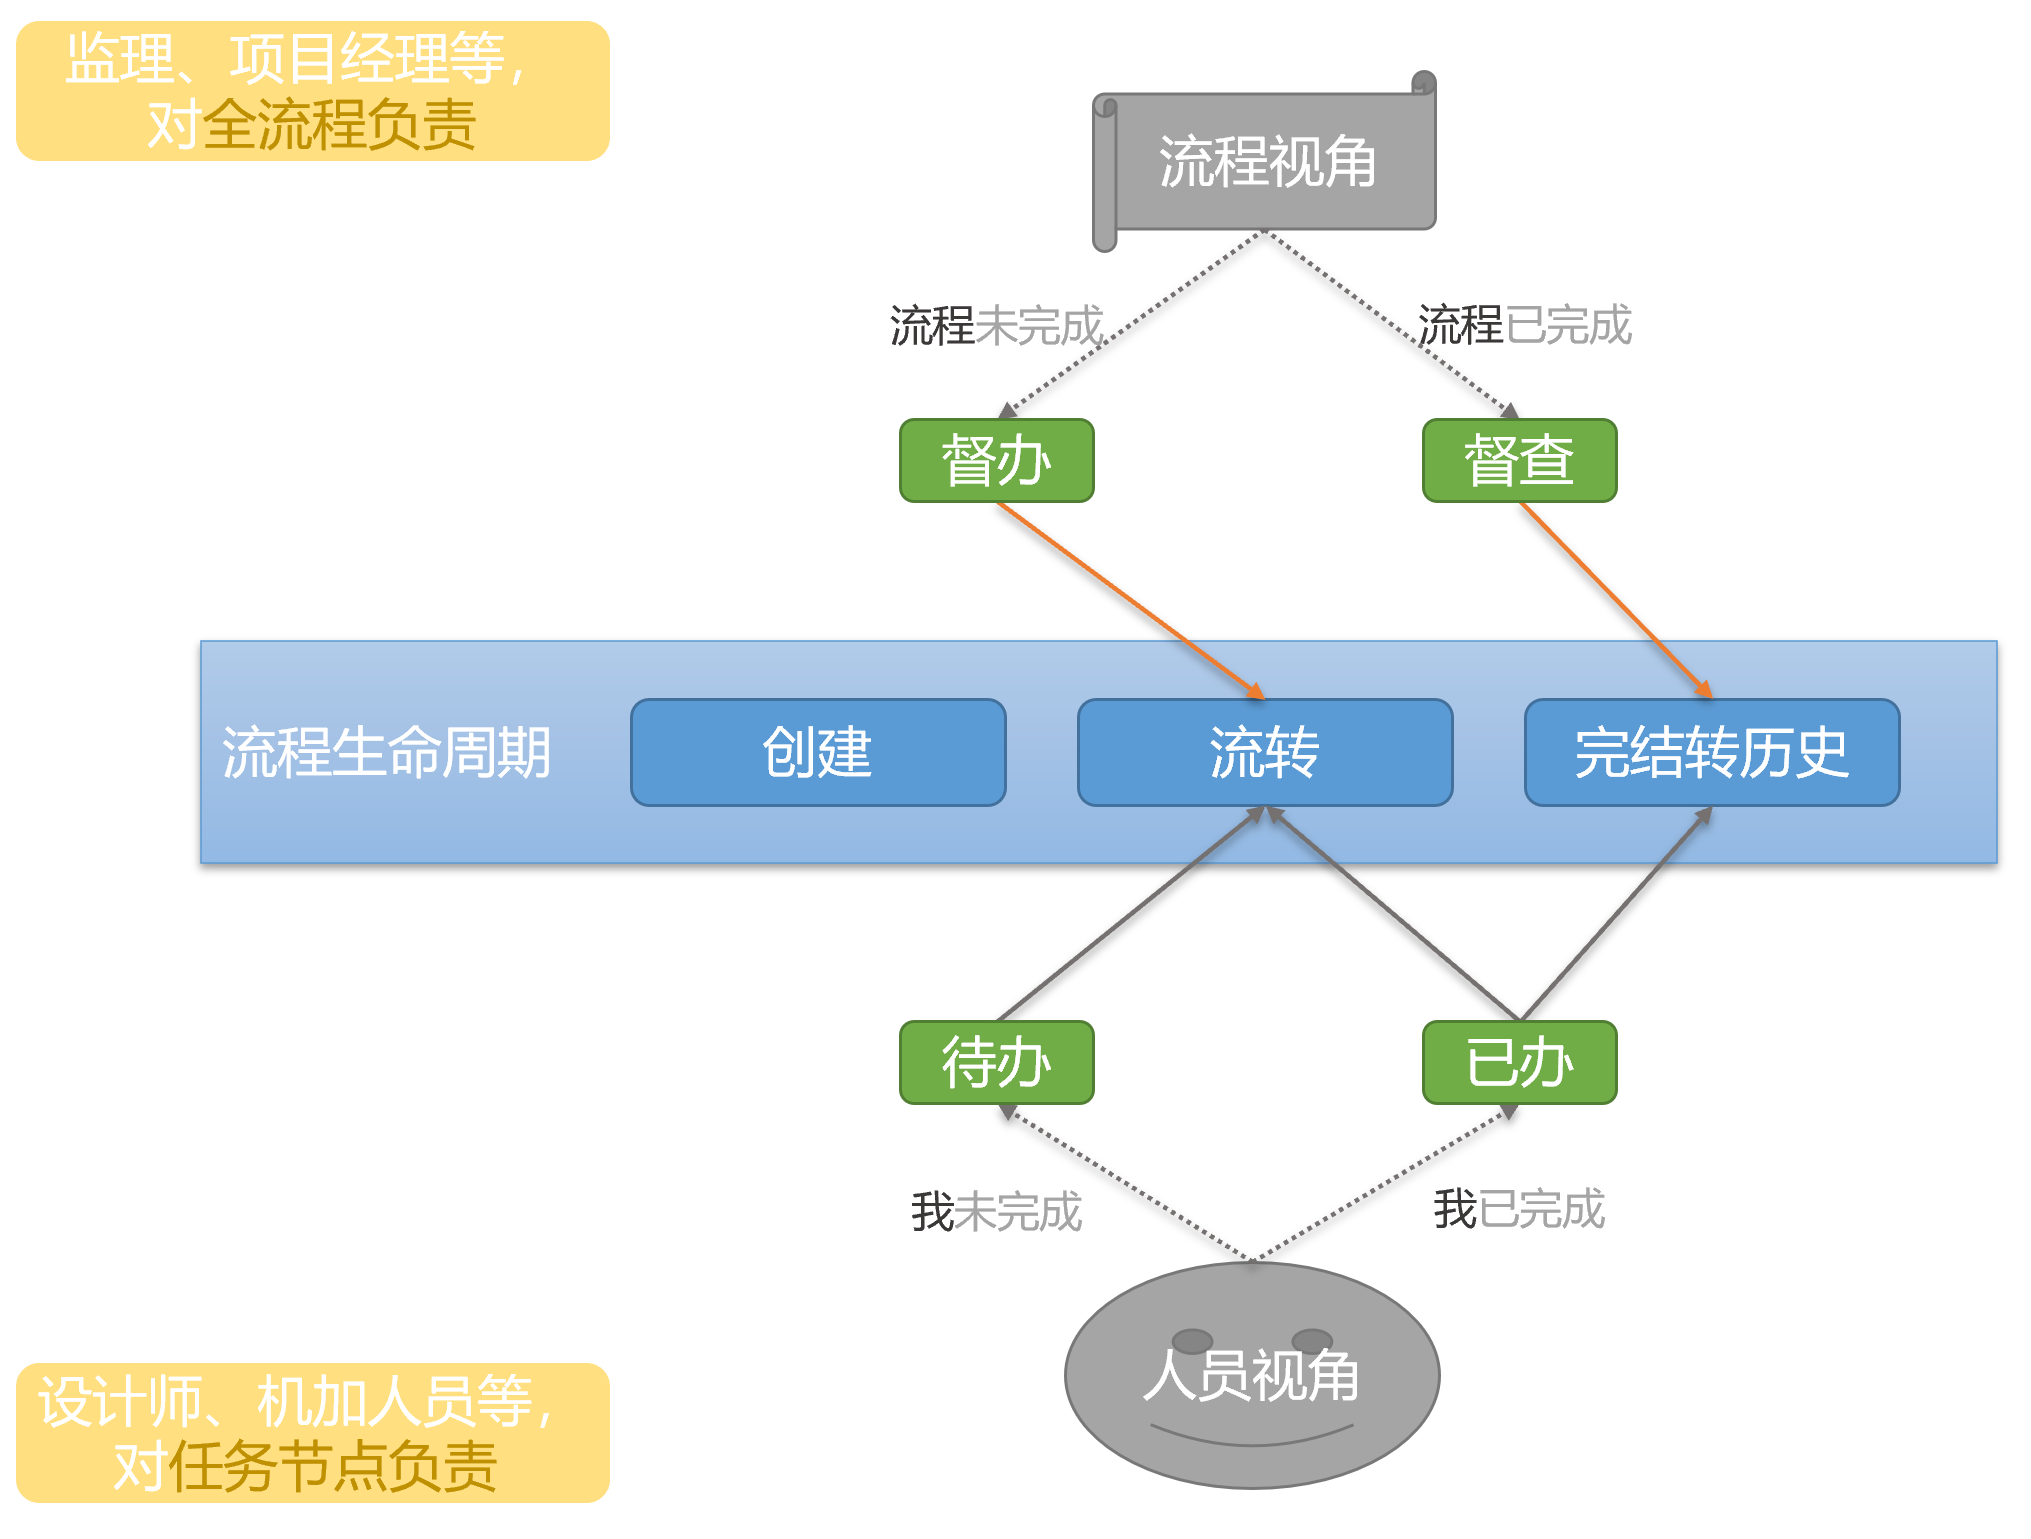 监理、项目经理等,
对全流程负责
流程视角
流程未完成
流程已完成
督办
督查
流程生命周期
创建
流转
完结转历史
待办
已办
我未完成
我已完成
人员视角
设计师、机加人员等,
对任务节点负责